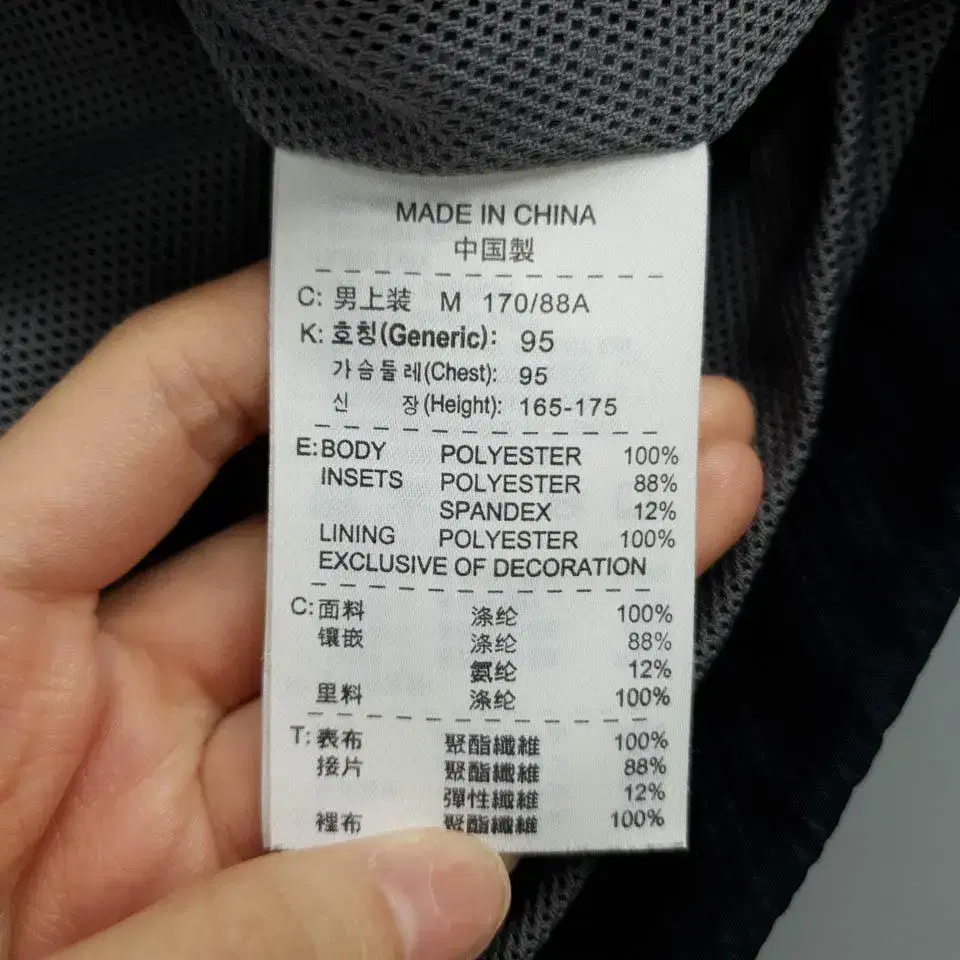 MADE IN CHINA
中国製
C: 男上装 M 170/88A
K: 호칭(Generic): 95
가슴둘레(Chest): 95
신 장(Height): 165-175
E: BODY POLYESTER 100%
INSETS POLYESTER 88%
SPANDEX 12%
LINING POLYESTER 100%
EXCLUSIVE OF DECORATION
C: 面料 涤纶 100%
镶嵌 涤纶 88%
氨纶 12%
里料 涤纶 100%
T: 表布 聚酯纖維 100%
接片 聚酯纖維 88%
彈性纖維 12%
裡布 聚酯纖維 100%